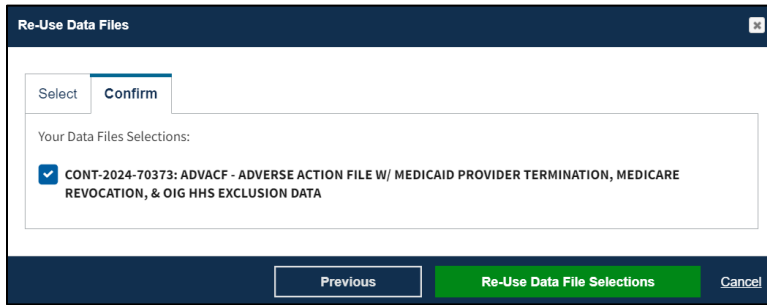 Re-Use Data Files
Select Confirm
Your Data Files Selections:
CONT-2024-70373: ADVACF - ADVERSE ACTION FILE W/ MEDICAID PROVIDER TERMINATION, MEDICARE
REVOCATION, & OIG HHS EXCLUSION DATA
Previous Re-Use Data File Selections Cancel